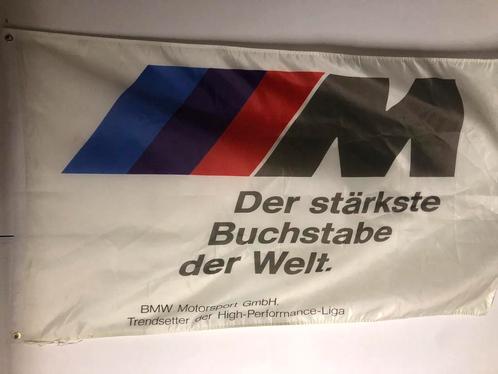 M
Der stärkste
Buchstabe
der Welt.
BMW Motorsport GmbH.
Trendsetter der High-Performance-Liga